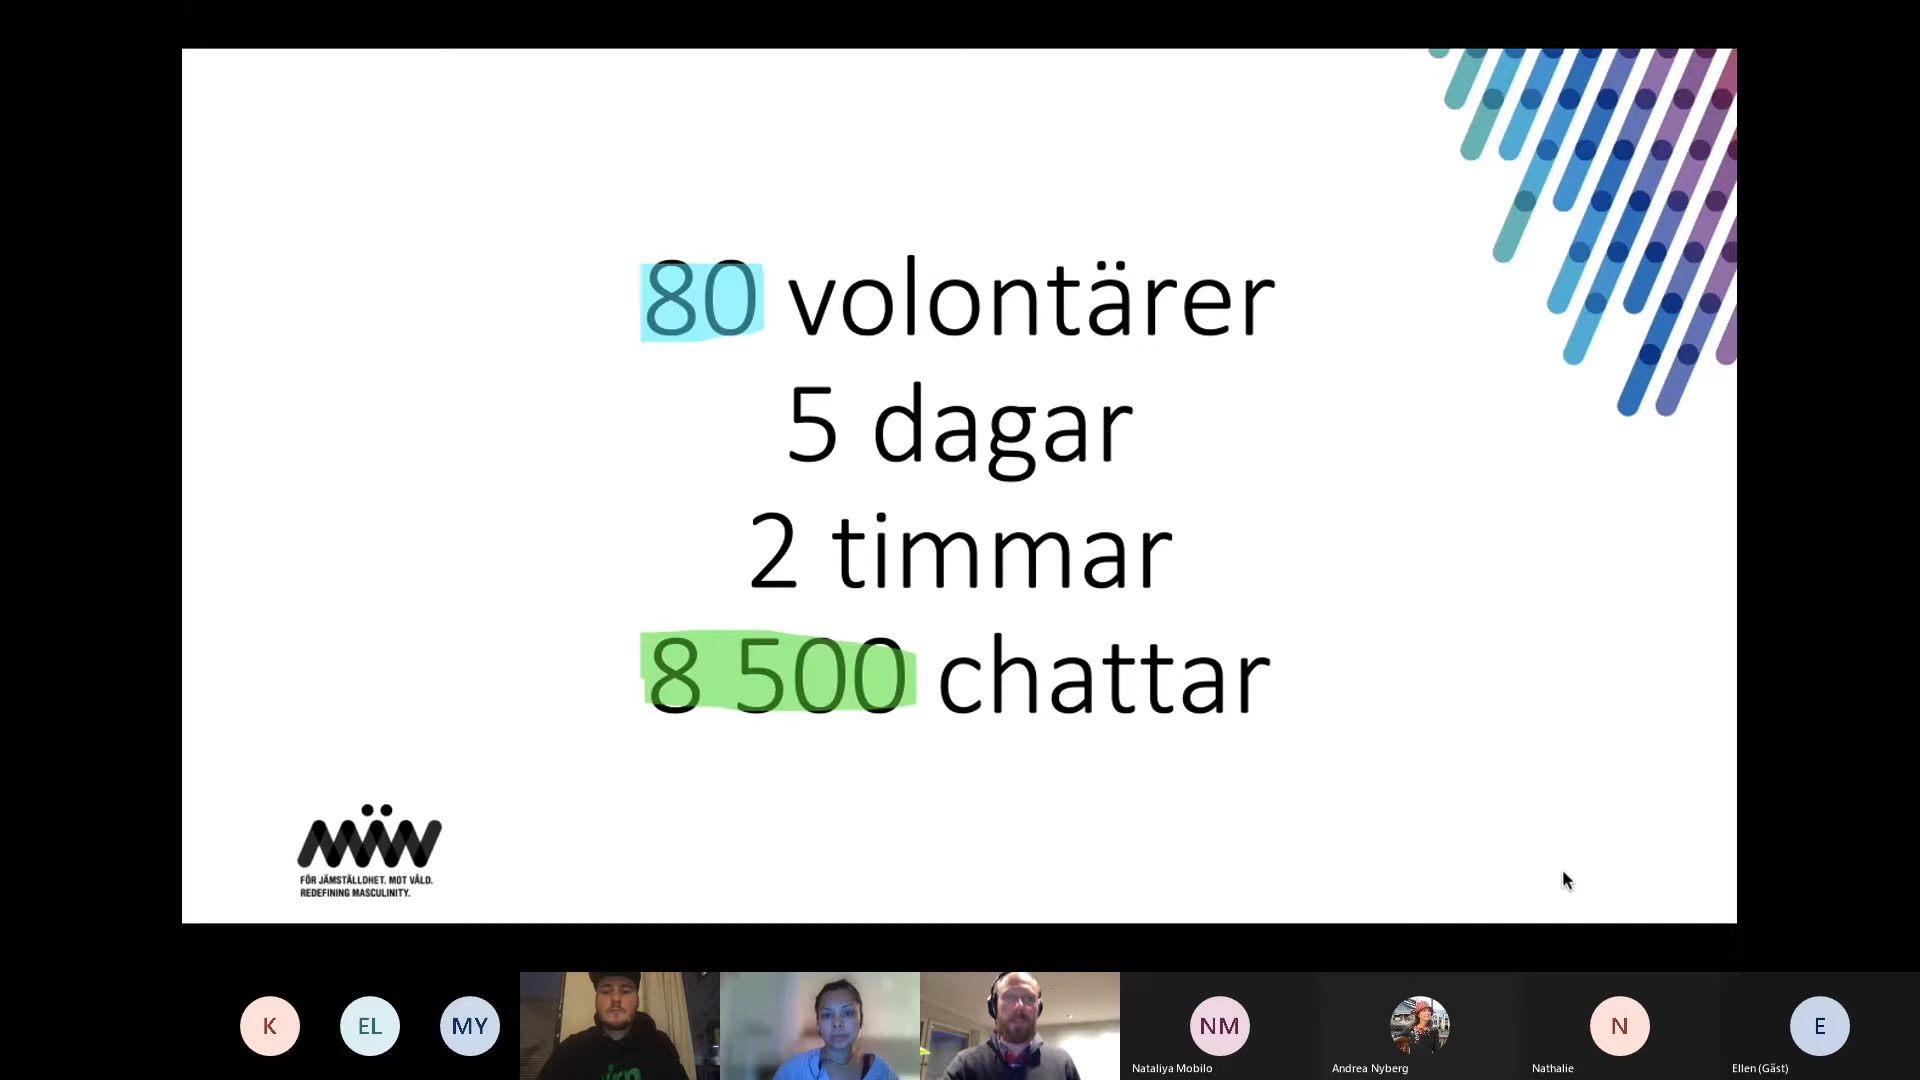 80 volontärer
5 dagar
2 timmar
8 500 chattar
MÄN
FÖR JÄMSTÄLLDHET. MOT VÅLD.
REDEFINING MASCULINITY.
K
EL
MY
NM
N
E
Nataliya Mobilo
Andrea Nyberg
Nathalie
Ellen (Gäst)